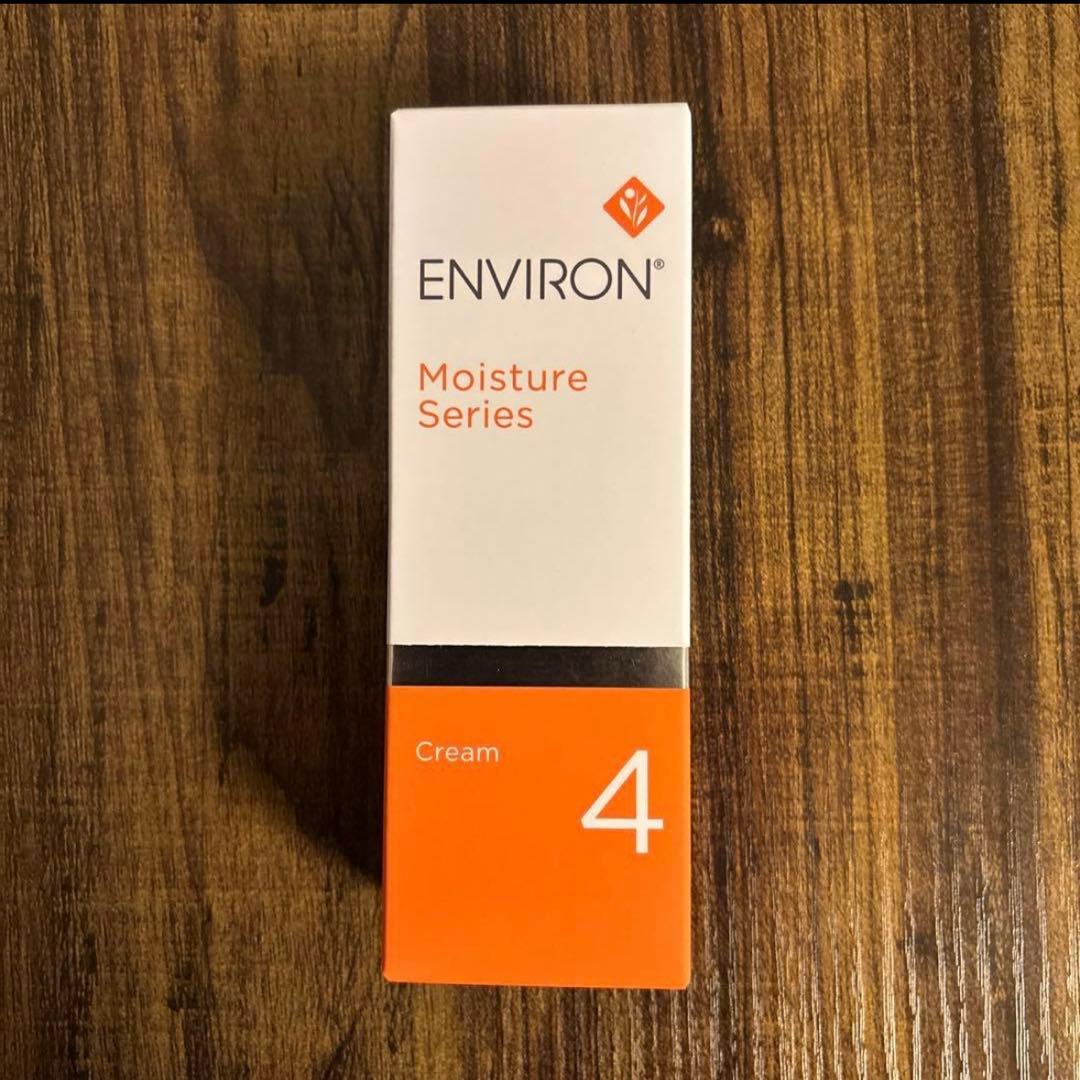 ENVIRON®
Moisture
Series
Cream
4